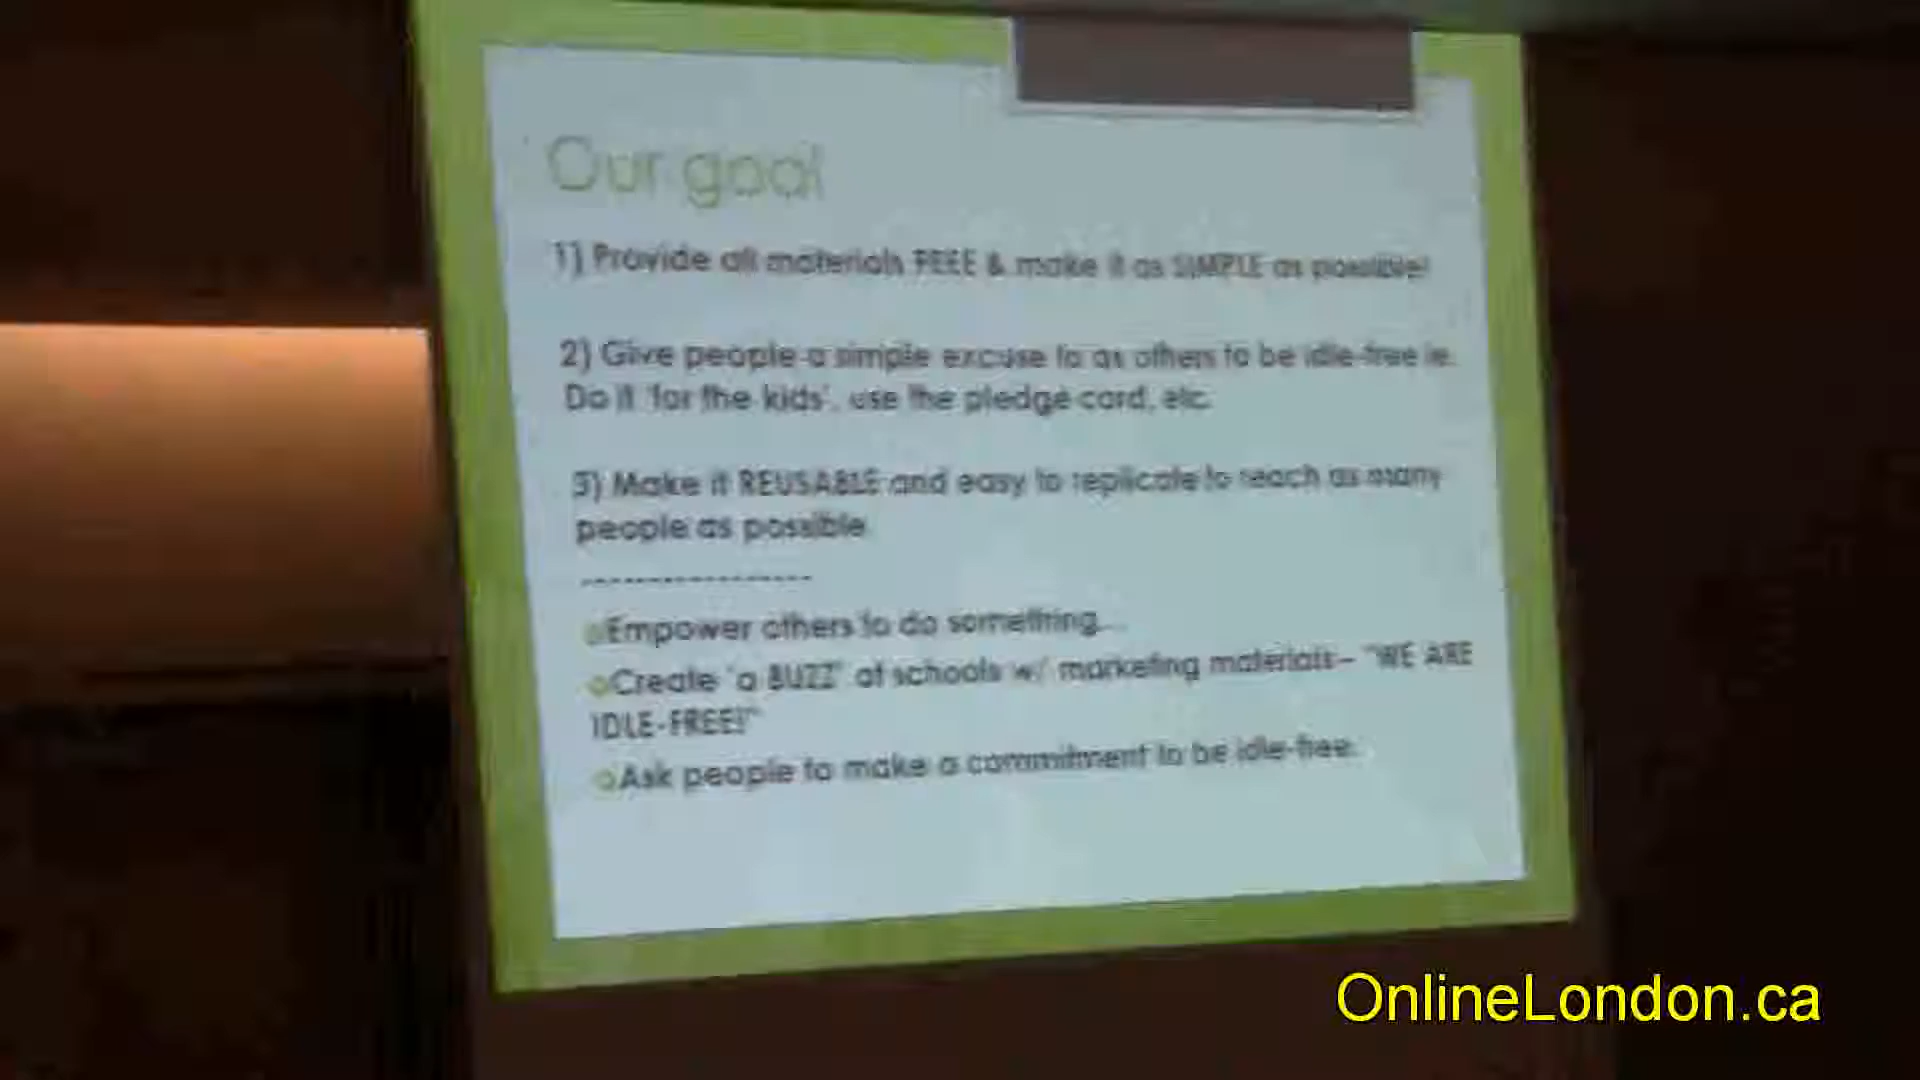 Our goal
1) Provide all materials FREE & make it as SIMPLE as possible!
2) Give people a simple excuse to as others to be idle-free ie.
Do it 'for the kids', use the pledge card, etc.
3) Make it REUSABLE and easy to replicate to reach as many
people as possible.
-----------------
Empower others to do something...
Create 'a BUZZ' at schools w/ marketing materials– "WE ARE
IDLE-FREE!"
Ask people to make a commitment to be idle-free.
OnlineLondon.ca